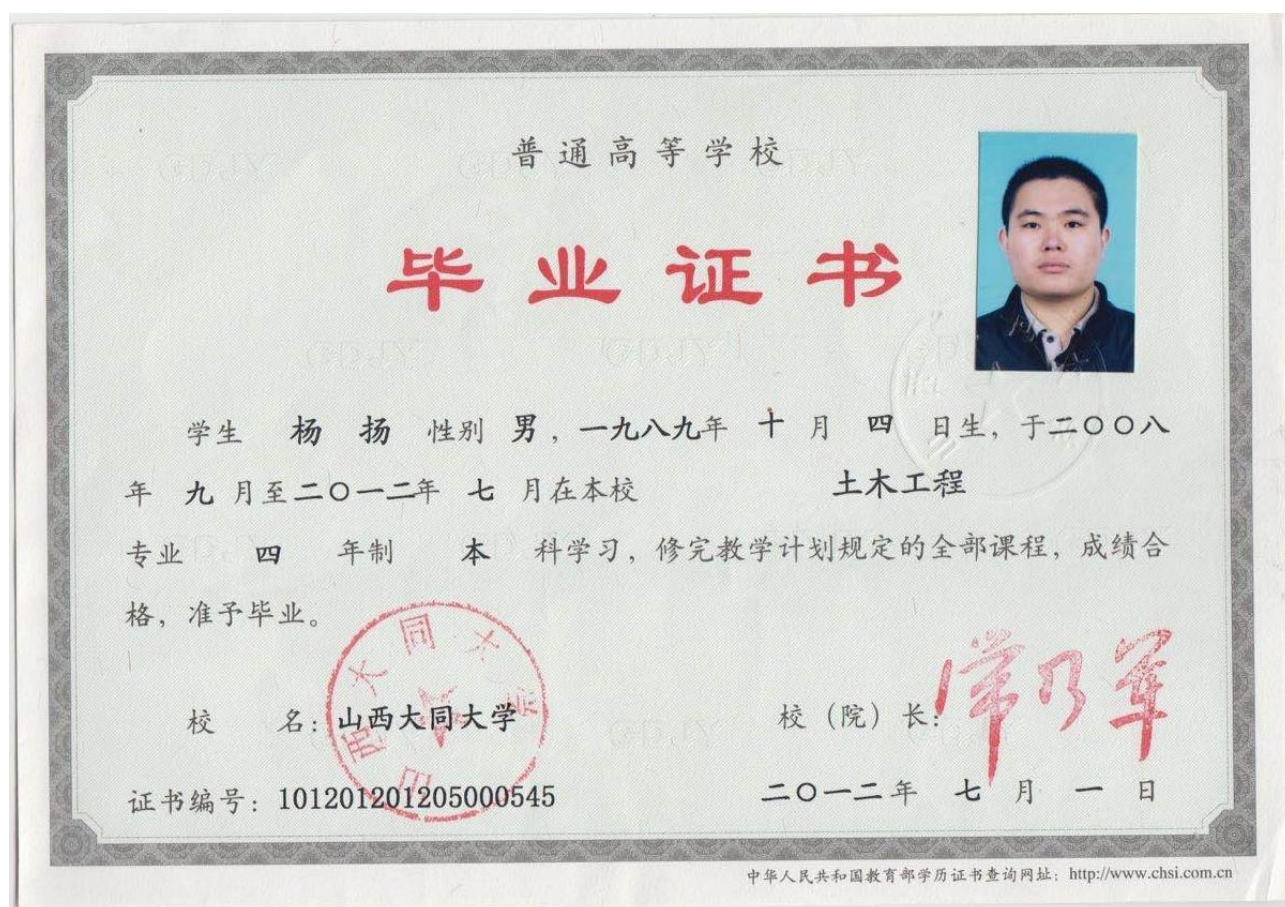 普通高等学校
毕业证书
学生 杨 扬 性别 男，一九八九年 十 月 四 日生，于二〇〇八
年 九 月至二〇一二年 七 月在本校 土木工程
专业 四 年制 本 科学习，修完教学计划规定的全部课程，成绩合
格，准予毕业。
山西大同大学
校 名：山西大同大学 校（院）长：
证书编号：101201201205000545 二〇一二年 七 月 一 日
中华人民共和国教育部学历证书查询网址：http://www.chsi.com.cn